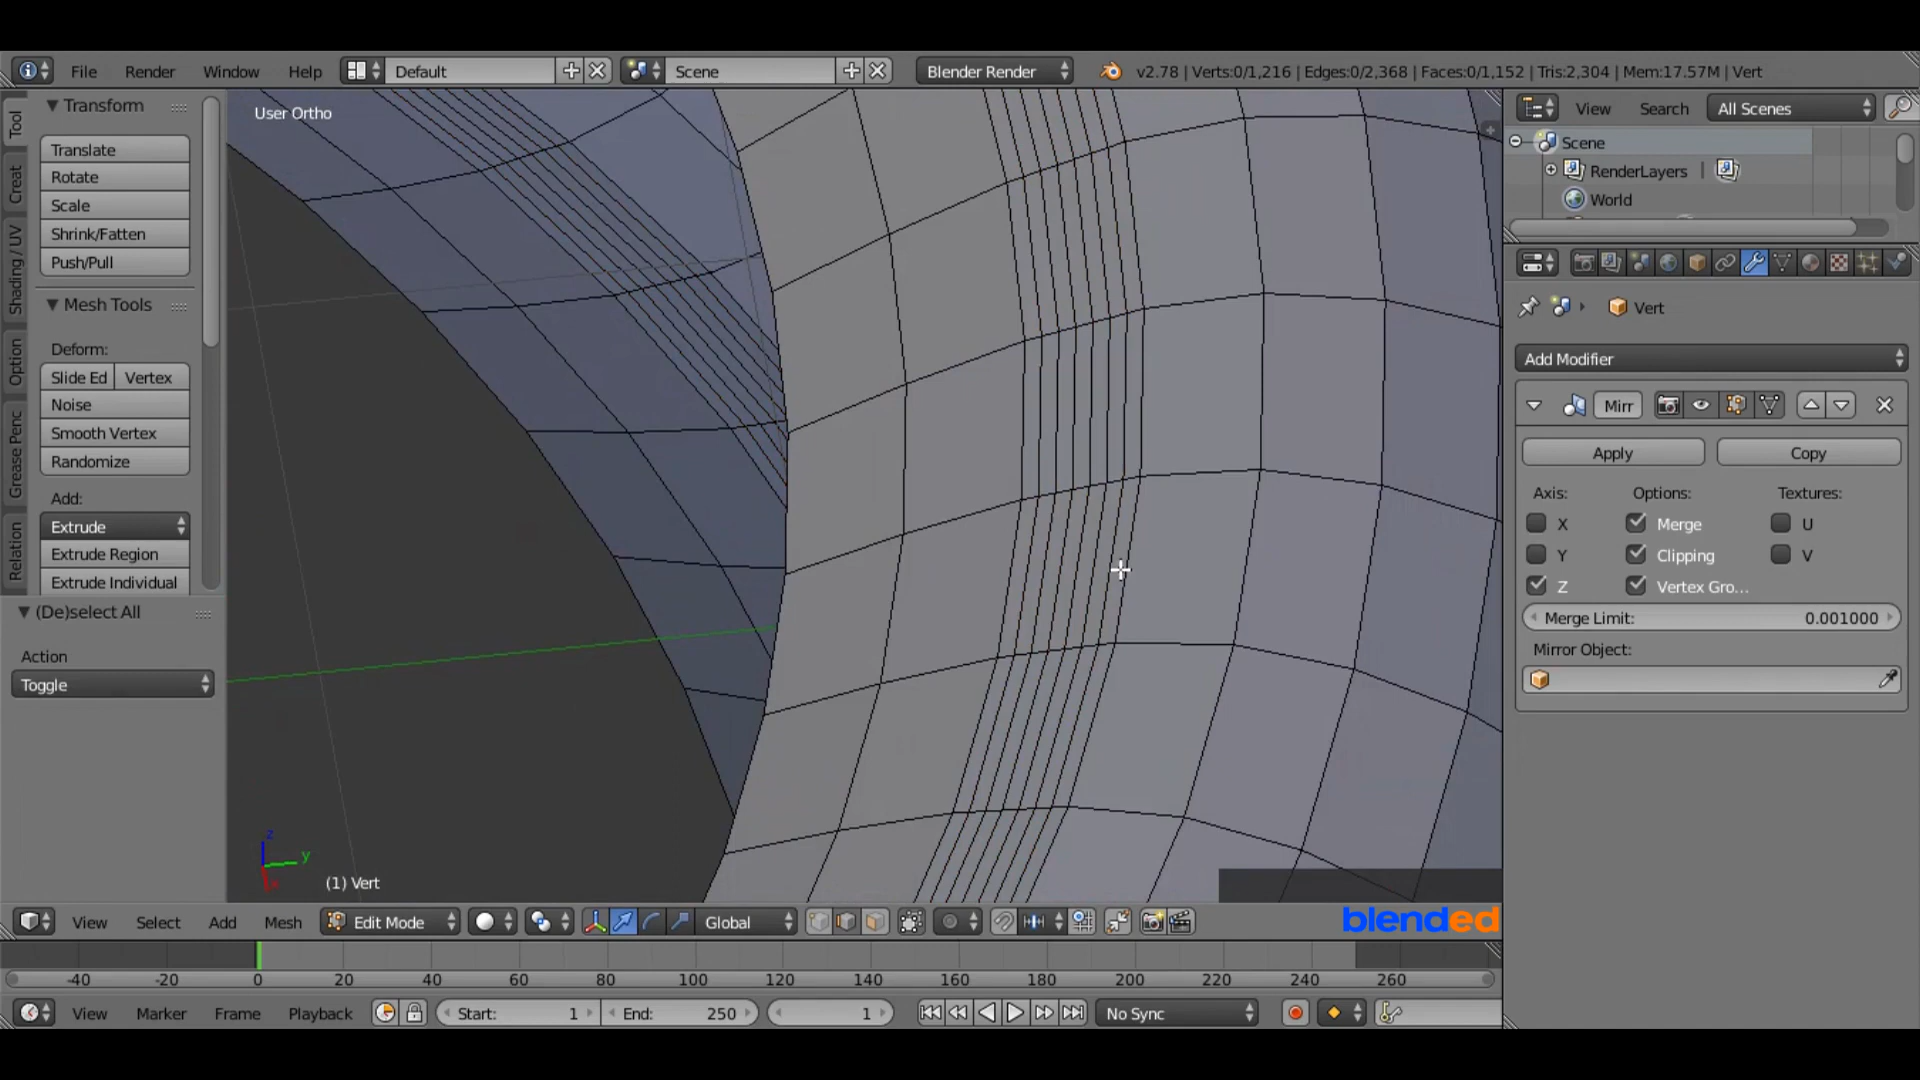 File Render Window Help Default Scene Blender Render v2.78 | Verts:0/1,216 | Edges:0/2,368 | Faces:0/1,152 | Tris:2,304 | Mem:17.57M | Vert
Transform
Translate
Rotate
Scale
Shrink/Fatten
Push/Pull
Mesh Tools
Deform:
Slide Ed Vertex
Noise
Smooth Vertex
Randomize
Add:
Extrude
Extrude Region
Extrude Individual
(De)select All
Action
Toggle
Tool
Creat
Shading / UV
Option
Grease Penc
Relation
User Ortho
z
y
x
(1) Vert
blended
View Search All Scenes
Scene
RenderLayers |
World
Vert
Add Modifier
Mirr
Apply Copy
Axis: Options: Textures:
X Merge U
Y Clipping V
Z Vertex Gro...
Merge Limit: 0.001000
Mirror Object:
View Select Add Mesh Edit Mode Global
-40 -20 0 20 40 60 80 100 120 140 160 180 200 220 240 260
View Marker Frame Playback Start: 1 End: 250 1 No Sync